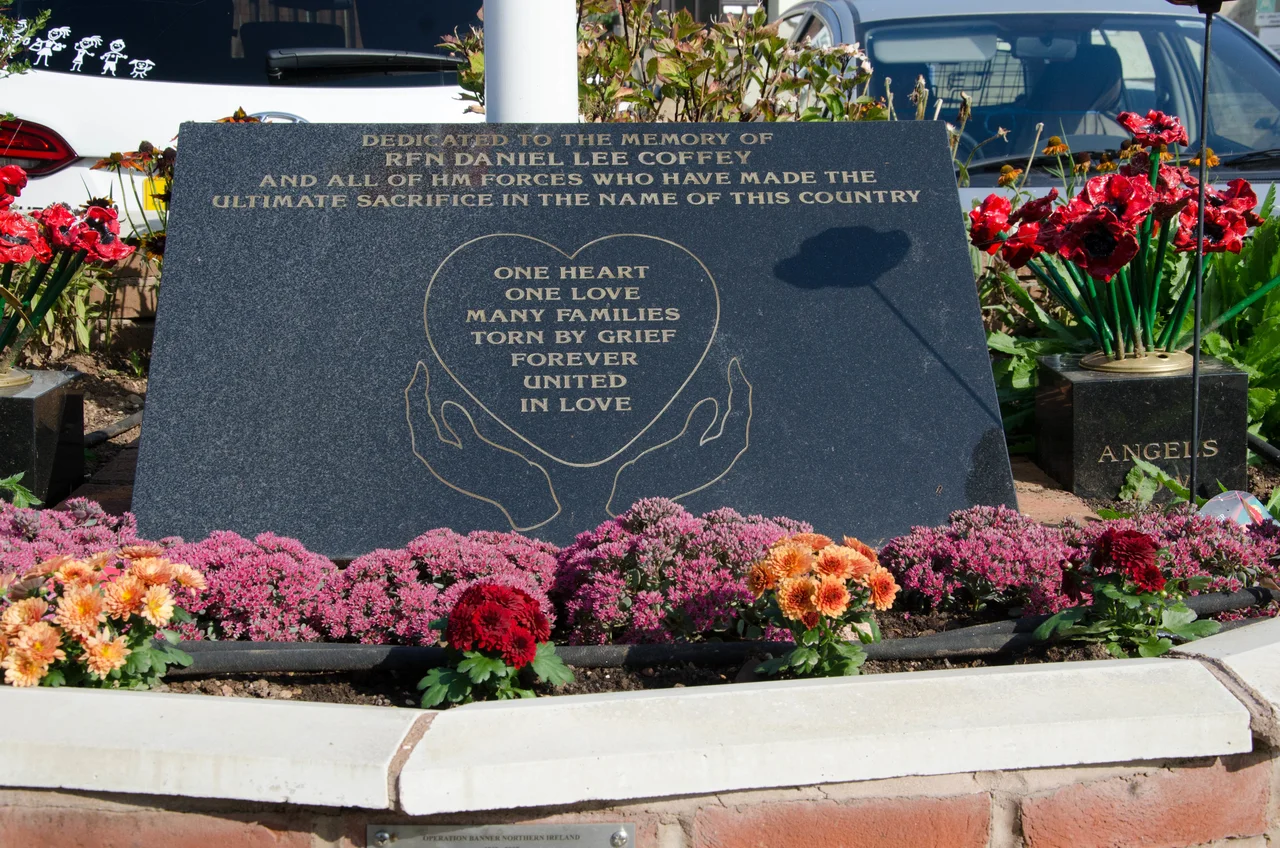 DEDICATED TO THE MEMORY OF
RFN DANIEL LEE COFFEY
AND ALL OF HM FORCES WHO HAVE MADE THE
ULTIMATE SACRIFICE IN THE NAME OF THIS COUNTRY
ONE HEART
ONE LOVE
MANY FAMILIES
TORN BY GRIEF
FOREVER
UNITED
IN LOVE
ANGELS
OPERATION BANNER NORTHERN IRELAND